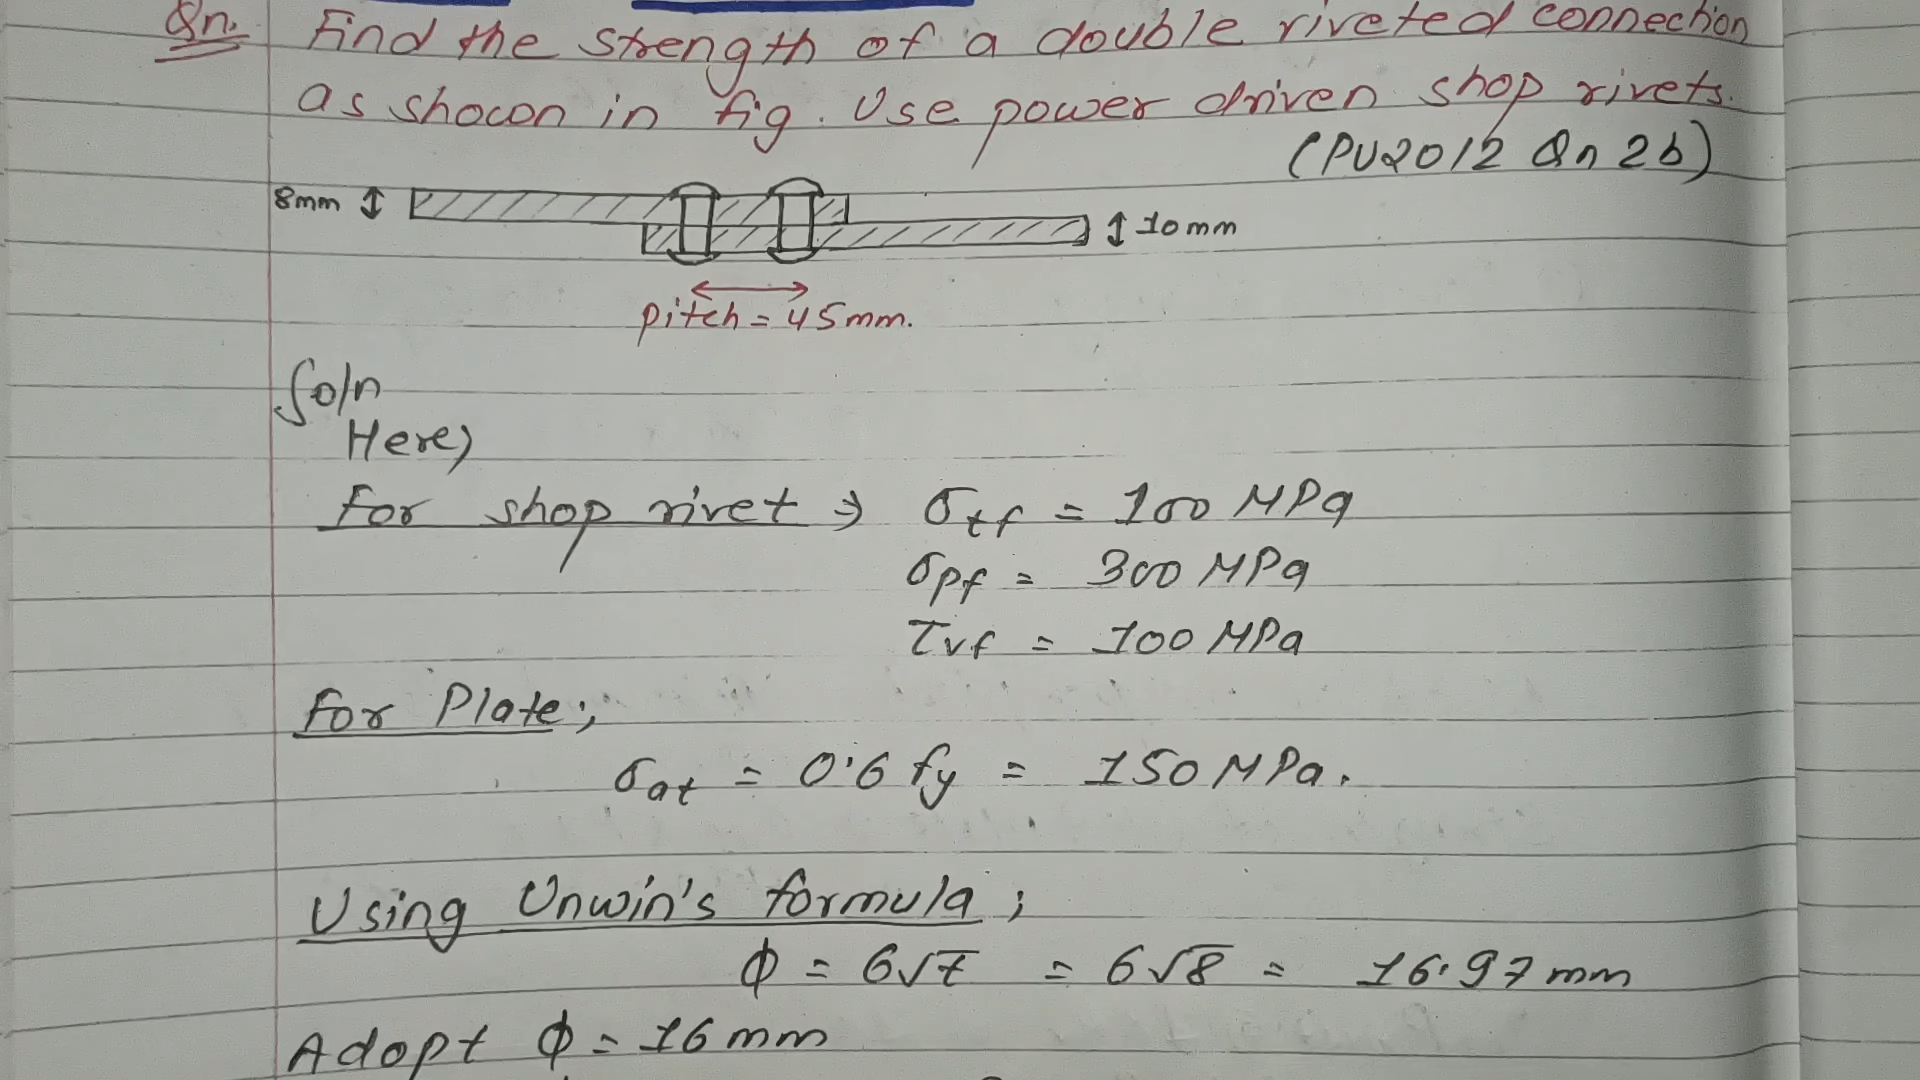 Qn. Find the strength of a double riveted connection
as shown in fig. Use power driven shop rivets.
(PU2012 Qn 2b)
8mm
10mm
pitch = 45mm.
Soln
Here,
for shop rivet ⇒ σtf = 100 MPa
σpf = 300 MPa
τvf = 100 MPa
for Plate;
σat = 0.6 fy = 150 MPa.
Using Unwin's formula;
φ = 6√t = 6√8 = 16.97 mm
Adopt φ = 16 mm